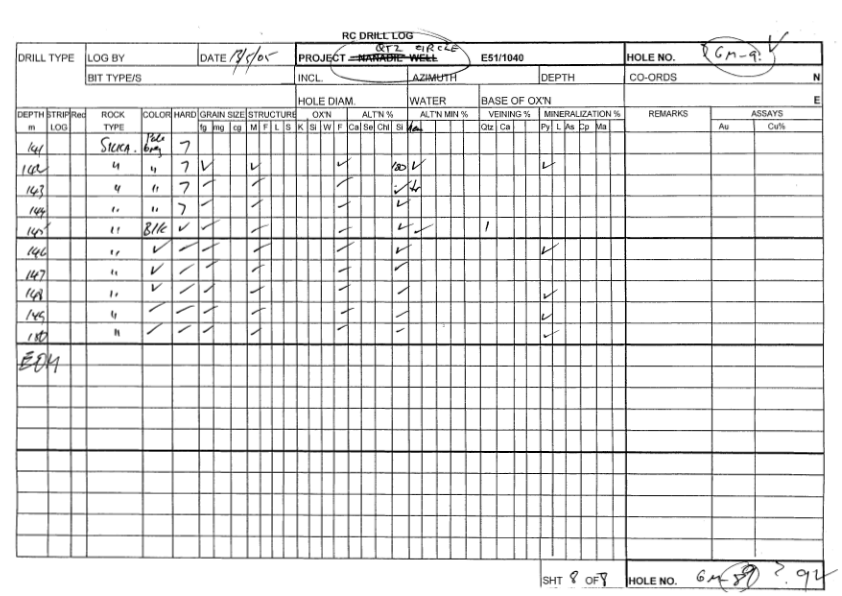 RC DRILL LOG
QTZ CIRCLE
DRILL TYPE LOG BY DATE 13/5/05 PROJECT NARADIE WELL E51/1040 HOLE NO. GM-9
BIT TYPE/S INCL. AZIMUTH DEPTH CO-ORDS N
HOLE DIAM. WATER BASE OF OX'N E
DEPTH STRIP Rec ROCK COLOR HARD GRAIN SIZE STRUCTURE OX'N ALT'N % ALT'N MIN % VEINING % MINERALIZATION % REMARKS ASSAYS
m LOG TYPE fg mg cg M F L S K Si W F Ca Se Chl Si Qtz Ca Py L As Cp Ma Au Cu%
141 SILICA. Pale Grey 7
142 " " 7 ✓ ✓ ✓ 100 ✓ ✓
143 " " 7 ✓ ✓ ✓ ✓ tr
144 " " 7 ✓ ✓ ✓ ✓
145 " Blk ✓ ✓ ✓ ✓ ✓ ✓ 1
146 " ✓ ✓ ✓ ✓ ✓ ✓ ✓
147 " ✓ ✓ ✓ ✓ ✓ ✓
148 " ✓ ✓ ✓ ✓ ✓ ✓ ✓
149 " ✓ ✓ ✓ ✓ ✓ ✓ ✓
150 " ✓ ✓ ✓ ✓ ✓ ✓ ✓
EOH
SHT 8 OF 8 HOLE NO. GM-89 ?. 92